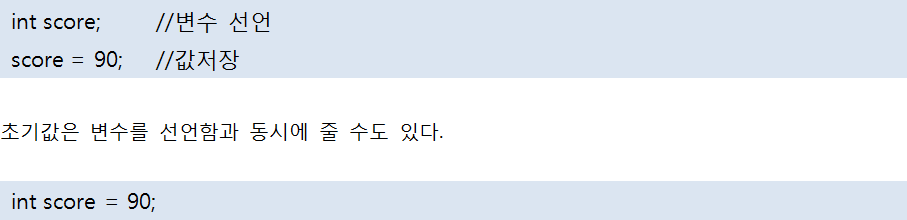 int score;        //변수 선언
score = 90;    //값저장
초기값은 변수를 선언함과 동시에 줄 수도 있다.
int score = 90;